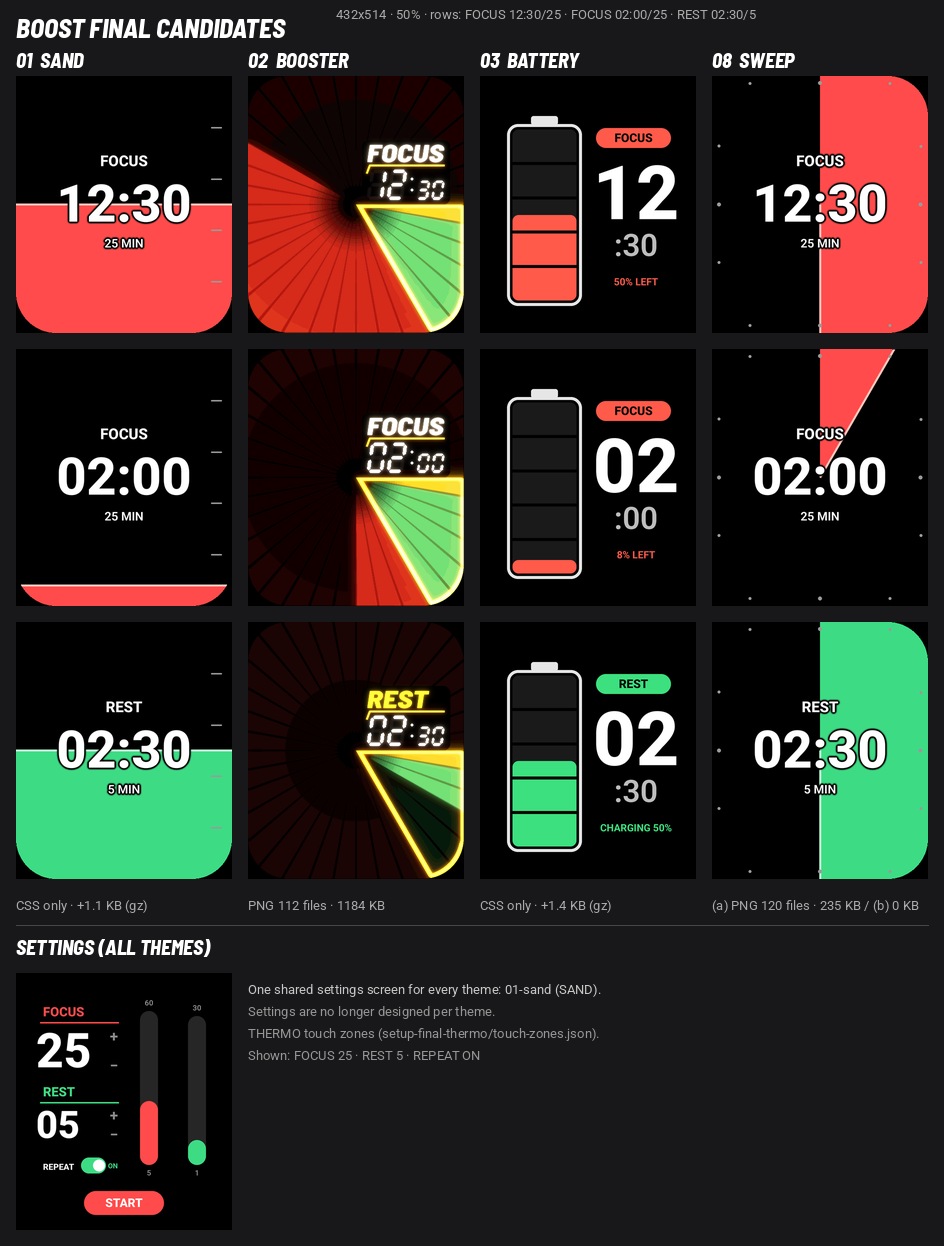 BOOST FINAL CANDIDATES
432x514 · 50% · rows: FOCUS 12:30/25 · FOCUS 02:00/25 · REST 02:30/5
01 SAND
02 BOOSTER
03 BATTERY
08 SWEEP
FOCUS
12:30
25 MIN
FOCUS
12:30
FOCUS
12
:30
50% LEFT
FOCUS
12:30
25 MIN
FOCUS
02:00
25 MIN
FOCUS
02:00
FOCUS
02
:00
8% LEFT
FOCUS
02:00
25 MIN
REST
02:30
5 MIN
REST
02:30
REST
02
:30
CHARGING 50%
REST
02:30
5 MIN
CSS only · +1.1 KB (gz)
PNG 112 files · 1184 KB
CSS only · +1.4 KB (gz)
(a) PNG 120 files · 235 KB / (b) 0 KB
SETTINGS (ALL THEMES)
60
30
FOCUS
25
+
−
REST
05
+
−
REPEAT
ON
5
1
START
One shared settings screen for every theme: 01-sand (SAND).
Settings are no longer designed per theme.
THERMO touch zones (setup-final-thermo/touch-zones.json).
Shown: FOCUS 25 · REST 5 · REPEAT ON